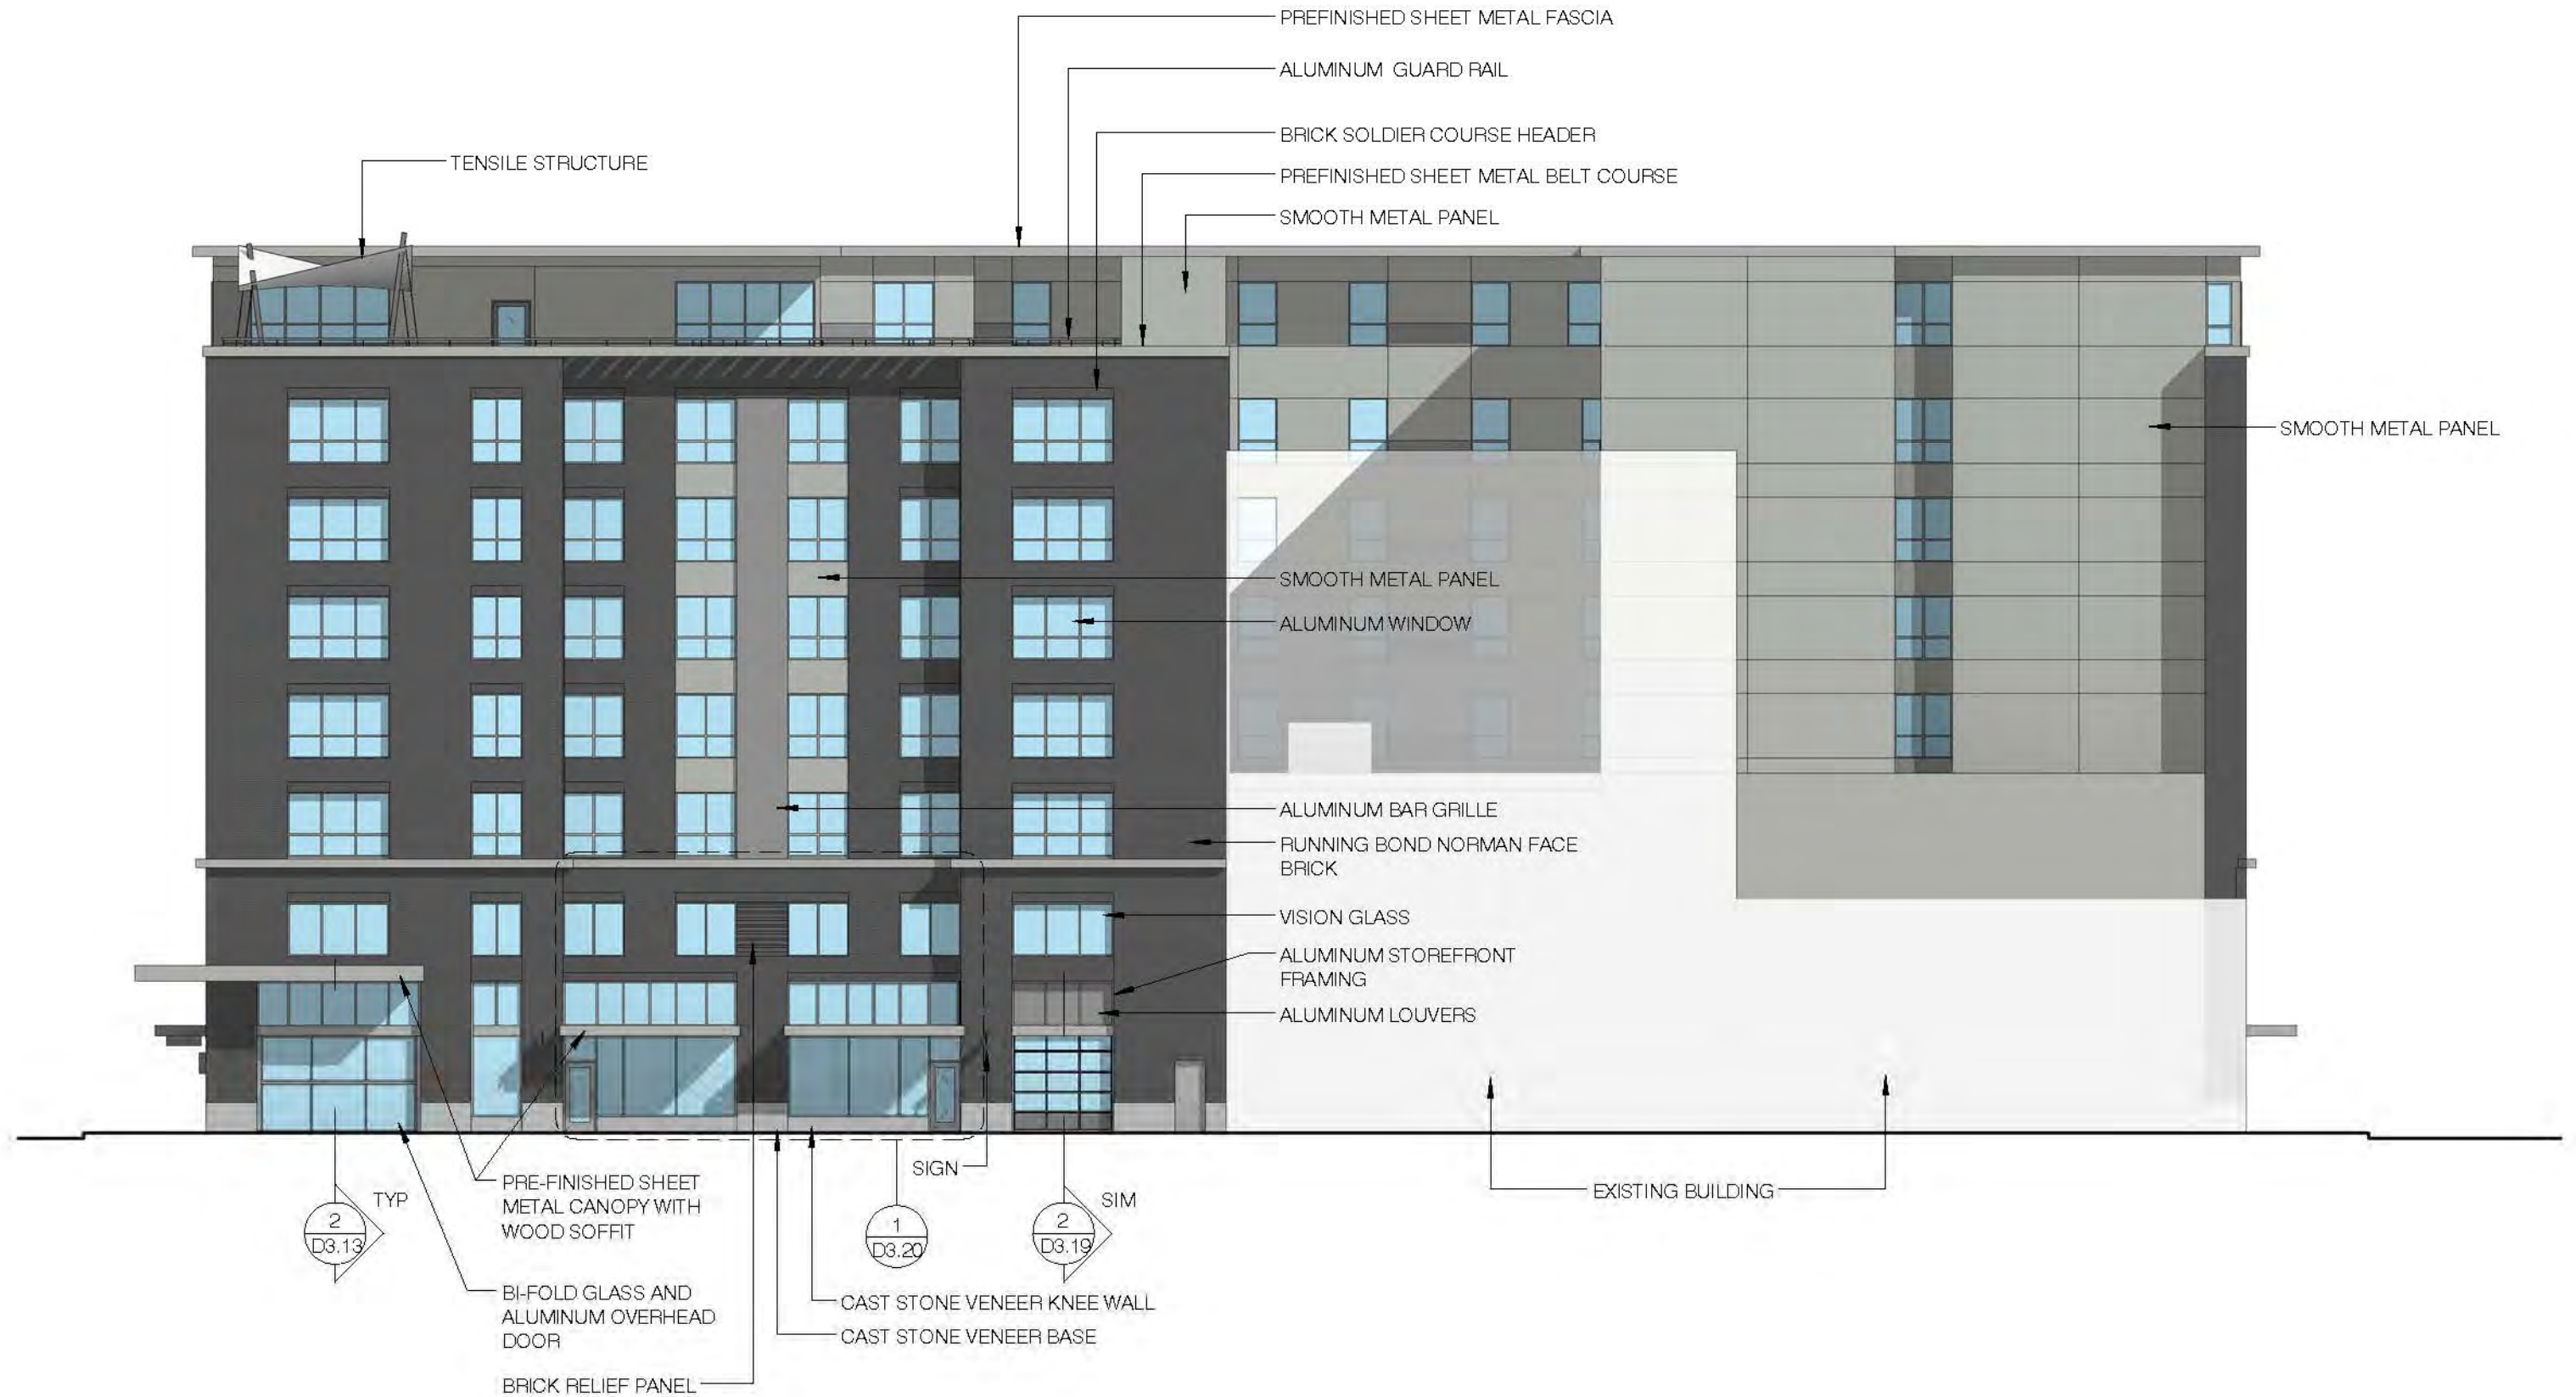 PREFINISHED SHEET METAL FASCIA
ALUMINUM GUARD RAIL
BRICK SOLDIER COURSE HEADER
TENSILE STRUCTURE
PREFINISHED SHEET METAL BELT COURSE
SMOOTH METAL PANEL
SMOOTH METAL PANEL
SMOOTH METAL PANEL
ALUMINUM WINDOW
ALUMINUM BAR GRILLE
RUNNING BOND NORMAN FACE
BRICK
VISION GLASS
ALUMINUM STOREFRONT
FRAMING
ALUMINUM LOUVERS
SIGN
PRE-FINISHED SHEET
METAL CANOPY WITH
WOOD SOFFIT
EXISTING BUILDING
TYP
2
D3.13
1
D3.20
SIM
2
D3.19
BI-FOLD GLASS AND
ALUMINUM OVERHEAD
DOOR
CAST STONE VENEER KNEE WALL
CAST STONE VENEER BASE
BRICK RELIEF PANEL